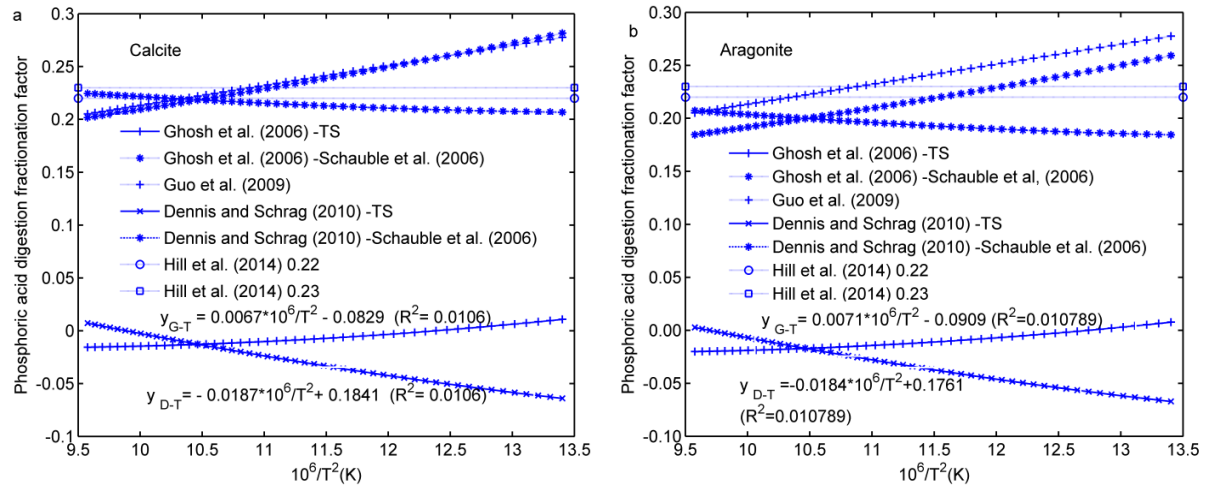 a
Calcite
Phosphoric acid digestion fractionation factor
0.3
0.25
0.2
0.15
0.1
0.05
0
-0.05
-0.1
Ghosh et al. (2006) -TS
Ghosh et al. (2006) -Schauble et al. (2006)
Guo et al. (2009)
Dennis and Schrag (2010) -TS
Dennis and Schrag (2010) -Schauble et al. (2006)
Hill et al. (2014) 0.22
Hill et al. (2014) 0.23
y_{G-T} = 0.0067*10^6/T^2 - 0.0829 (R^2= 0.0106)
y_{D-T}= - 0.0187*10^6/T^2+ 0.1841 (R^2= 0.0106)
9.5 10 10.5 11 11.5 12 12.5 13 13.5
10^6/T^2(K)
b
Aragonite
Phosphoric acid digestion fractionation factor
0.30
0.25
0.20
0.15
0.10
0.05
0.00
-0.05
-0.10
Ghosh et al. (2006) -TS
Ghosh et al. (2006) -Schauble et al, (2006)
Guo et al. (2009)
Dennis and Schrag (2010) -TS
Dennis and Schrag (2010) -Schauble et al. (2006)
Hill et al. (2014) 0.22
Hill et al. (2014) 0.23
y_{G-T} = 0.0071*10^6/T^2 - 0.0909 (R^2=0.010789)
y_{D-T} =-0.0184*10^6/T^2+0.1761
(R^2=0.010789)
9.5 10 10.5 11 11.5 12 12.5 13 13.5
10^6/T^2(K)